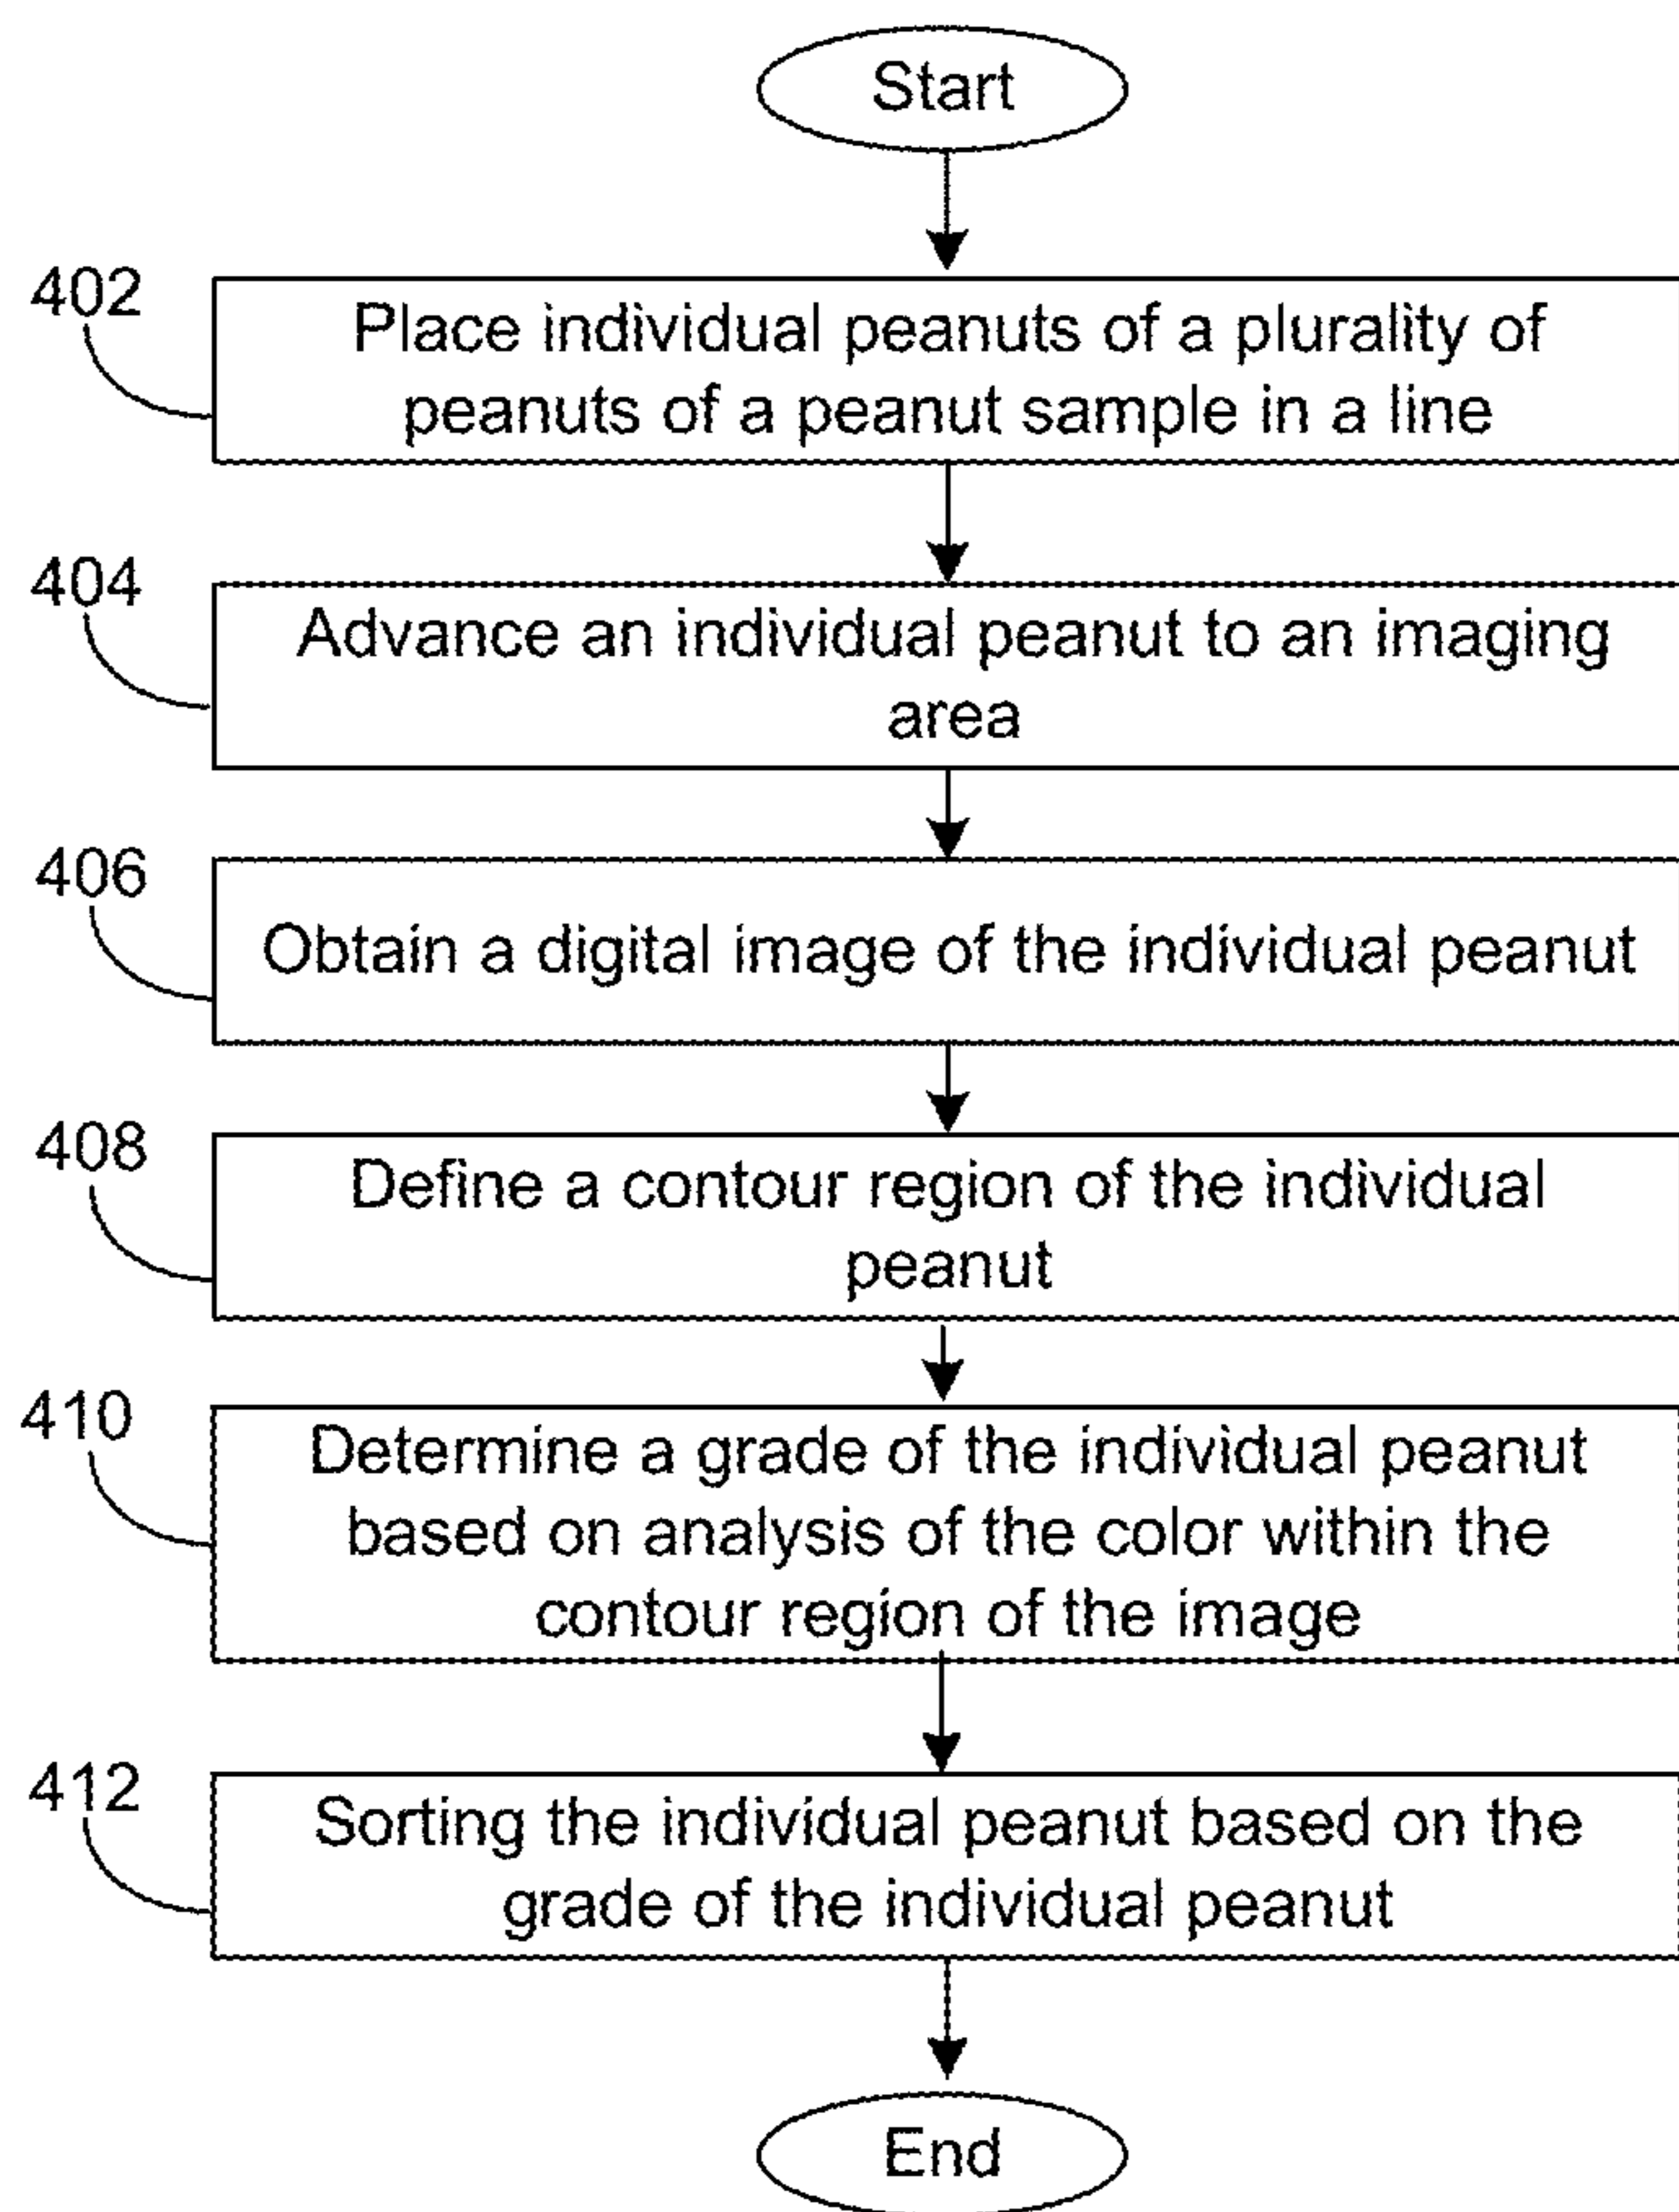 Start
402
Place individual peanuts of a plurality of
peanuts of a peanut sample in a line
404
Advance an individual peanut to an imaging
area
406
Obtain a digital image of the individual peanut
408
Define a contour region of the individual
peanut
410
Determine a grade of the individual peanut
based on analysis of the color within the
contour region of the image
412
Sorting the individual peanut based on the
grade of the individual peanut
End